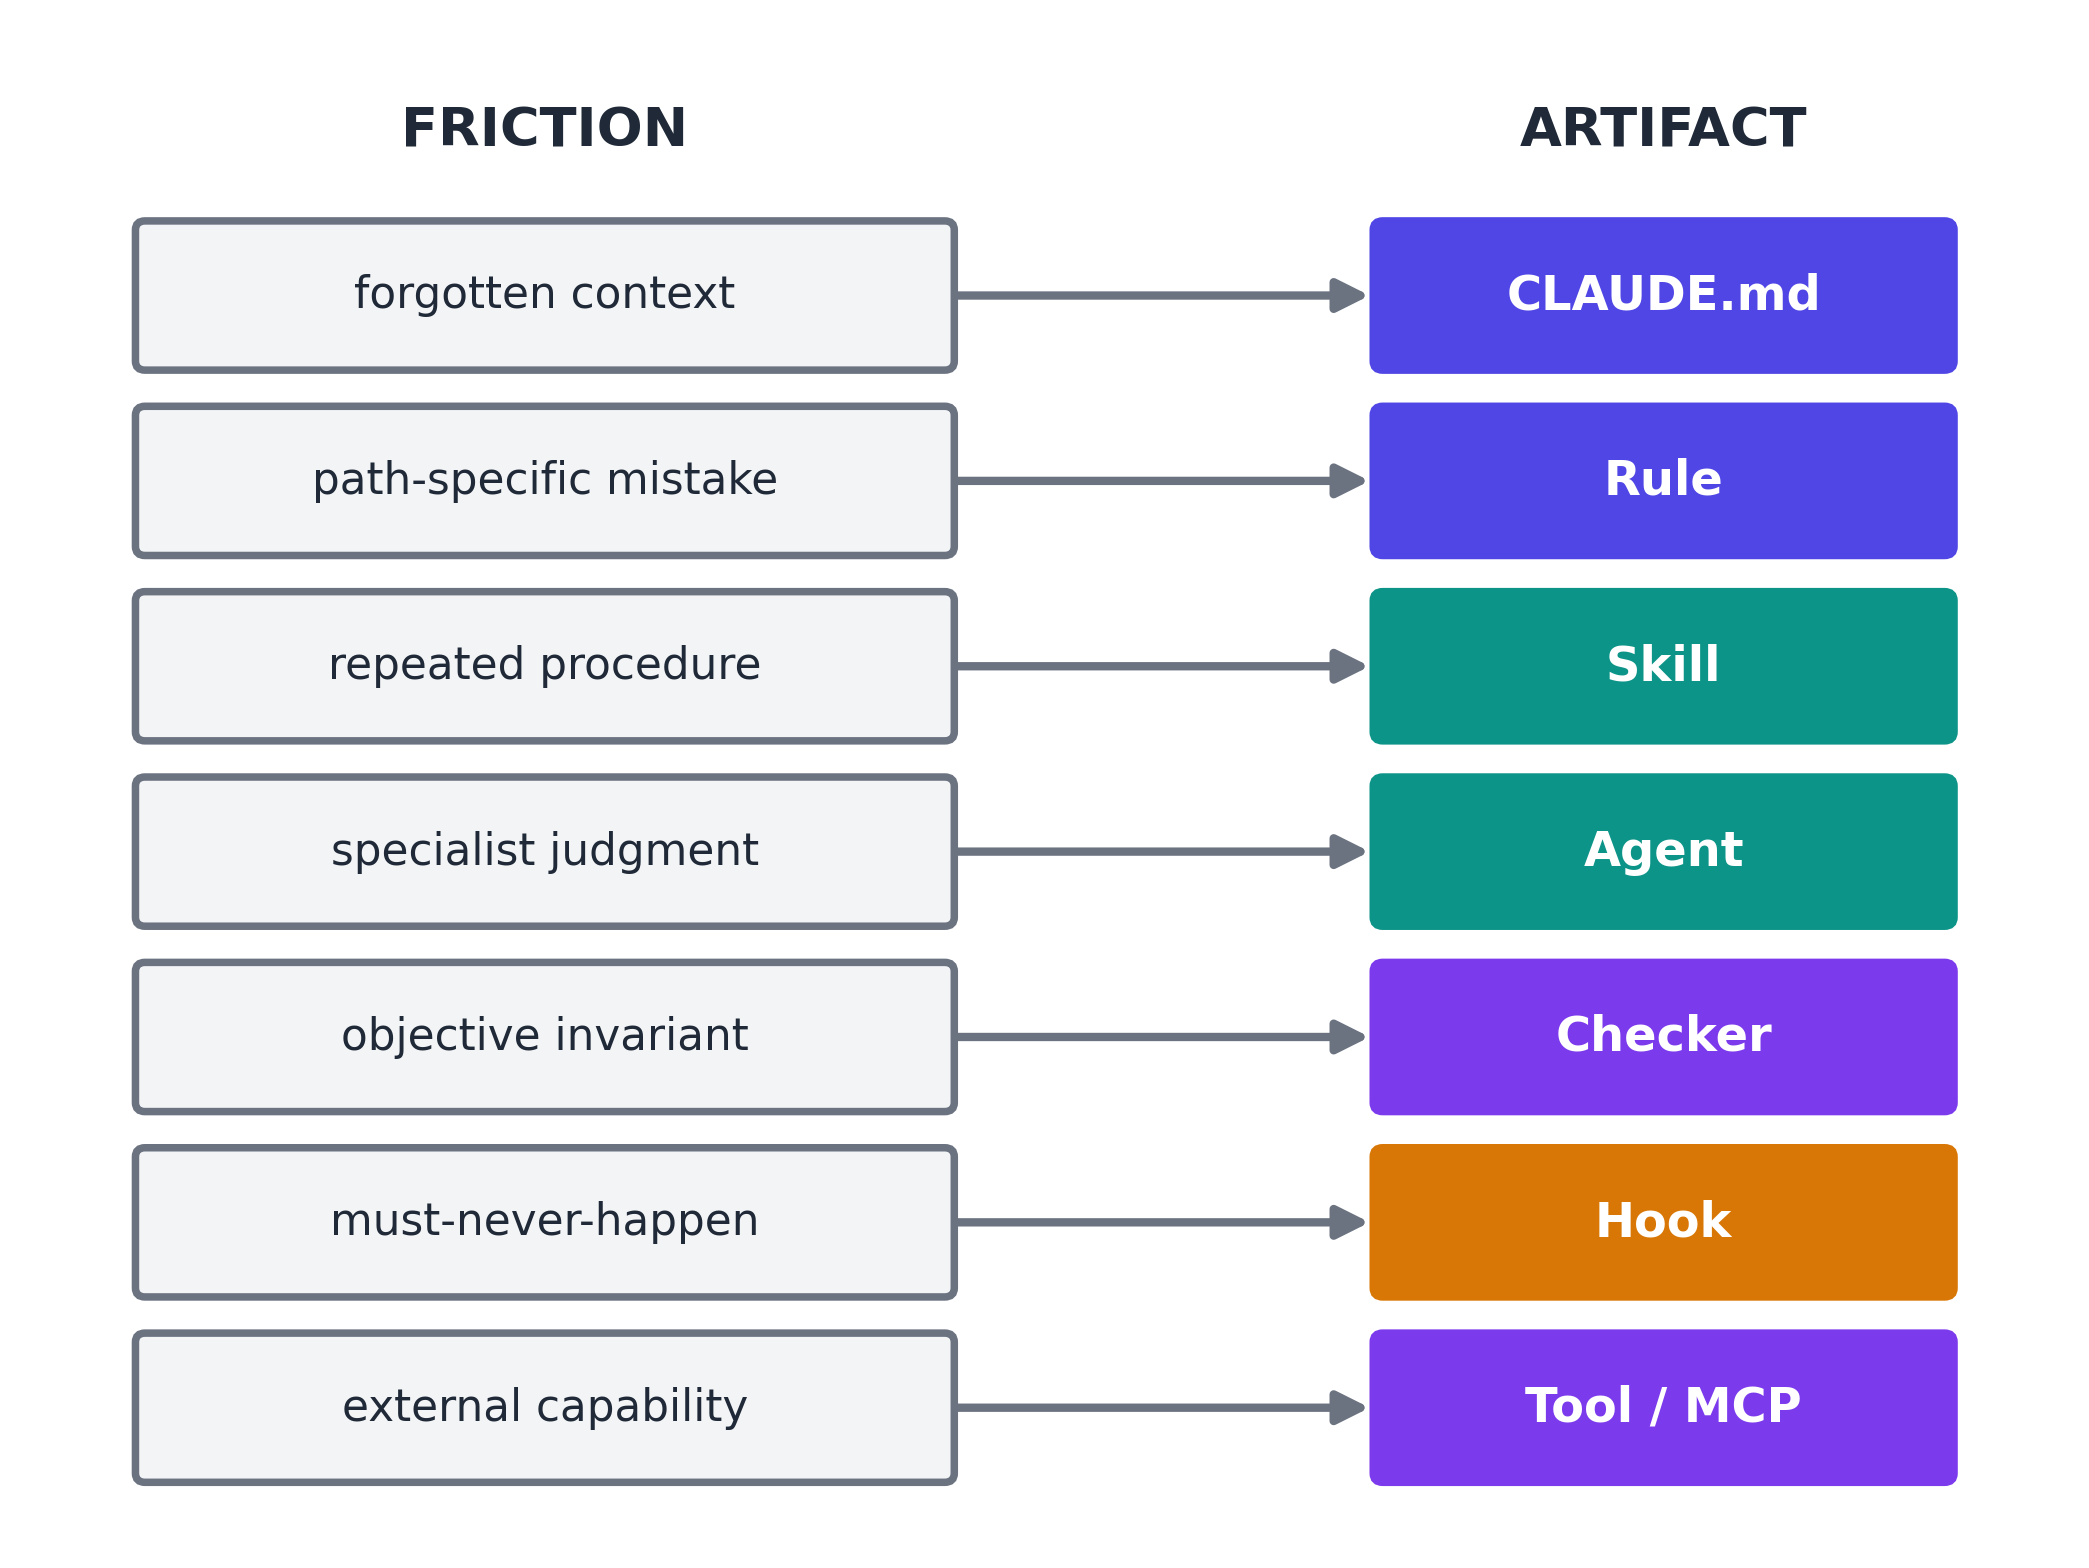 FRICTION
ARTIFACT
forgotten context
CLAUDE.md
path-specific mistake
Rule
repeated procedure
Skill
specialist judgment
Agent
objective invariant
Checker
must-never-happen
Hook
external capability
Tool / MCP